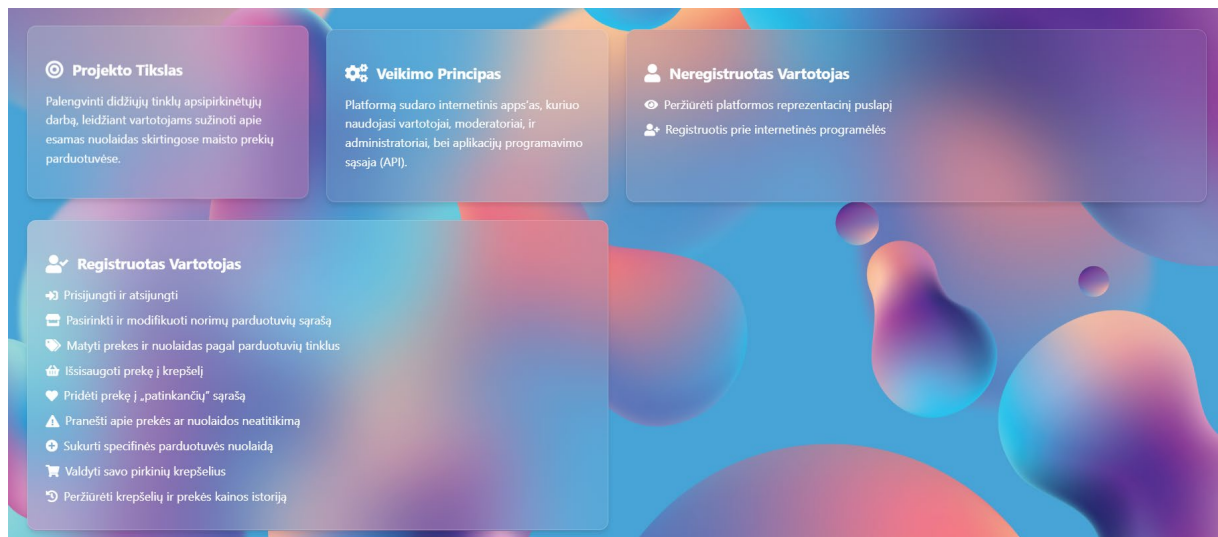 Projekto Tikslas
Palengvinti didžiųjų tinklų apsipirkinėtųjų
darbą, leidžiant vartotojams sužinoti apie
esamas nuolaidas skirtingose maisto prekių
parduotuvėse.
Veikimo Principas
Platformą sudaro internetinis apps'as, kuriuo
naudojasi vartotojai, moderatoriai, ir
administratoriai, bei aplikacijų programavimo
sąsaja (API).
Neregistruotas Vartotojas
Peržiūrėti platformos reprezentacinį puslapį
Registruotis prie internetinės programėlės
Registruotas Vartotojas
Prisijungti ir atsijungti
Pasirinkti ir modifikuoti norimų parduotuvių sąrašą
Matyti prekes ir nuolaidas pagal parduotuvių tinklus
Išsisaugoti prekę į krepšelį
Pridėti prekę į „patinkančių” sąrašą
Pranešti apie prekės ar nuolaidos neatitikimą
Sukurti specifinės parduotuvės nuolaidą
Valdyti savo pirkinių krepšelius
Peržiūrėti krepšelių ir prekės kainos istoriją